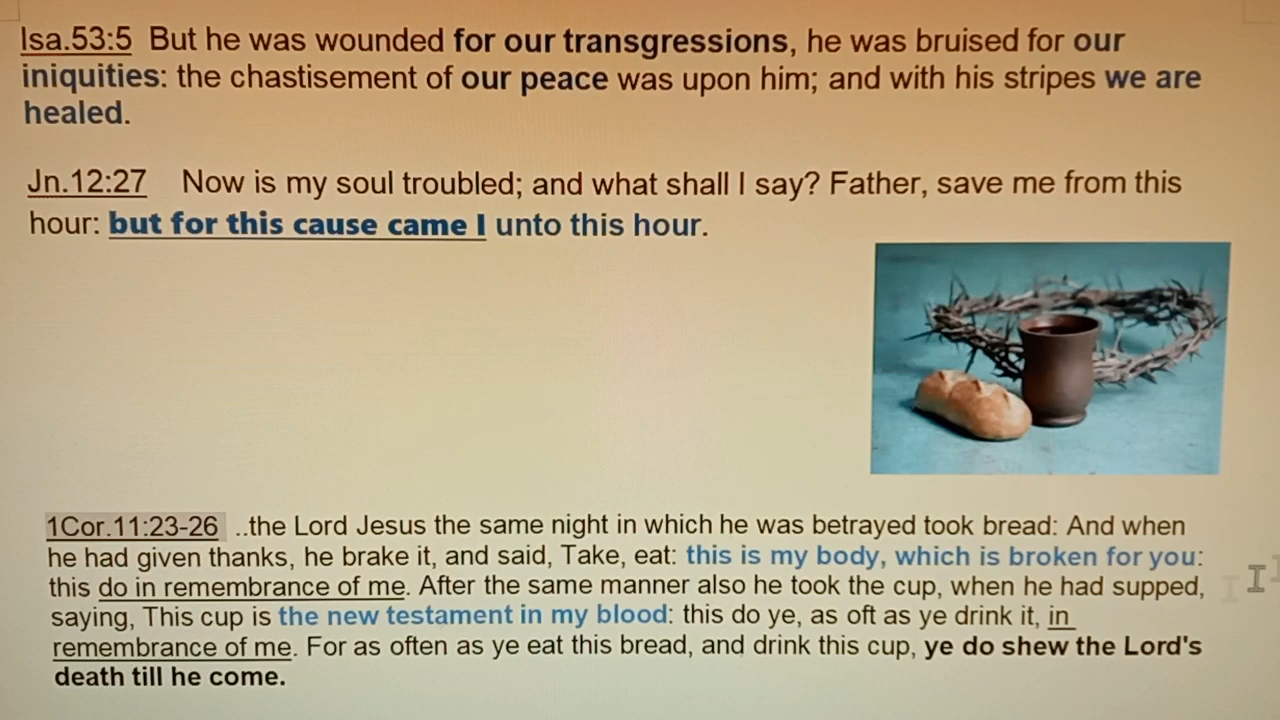 Isa.53:5 But he was wounded for our transgressions, he was bruised for our
iniquities: the chastisement of our peace was upon him; and with his stripes we are
healed.
Jn.12:27 Now is my soul troubled; and what shall I say? Father, save me from this
hour: but for this cause came I unto this hour.
1Cor.11:23-26 ..the Lord Jesus the same night in which he was betrayed took bread: And when
he had given thanks, he brake it, and said, Take, eat: this is my body, which is broken for you:
this do in remembrance of me. After the same manner also he took the cup, when he had supped,
saying, This cup is the new testament in my blood: this do ye, as oft as ye drink it, in
remembrance of me. For as often as ye eat this bread, and drink this cup, ye do shew the Lord's
death till he come.